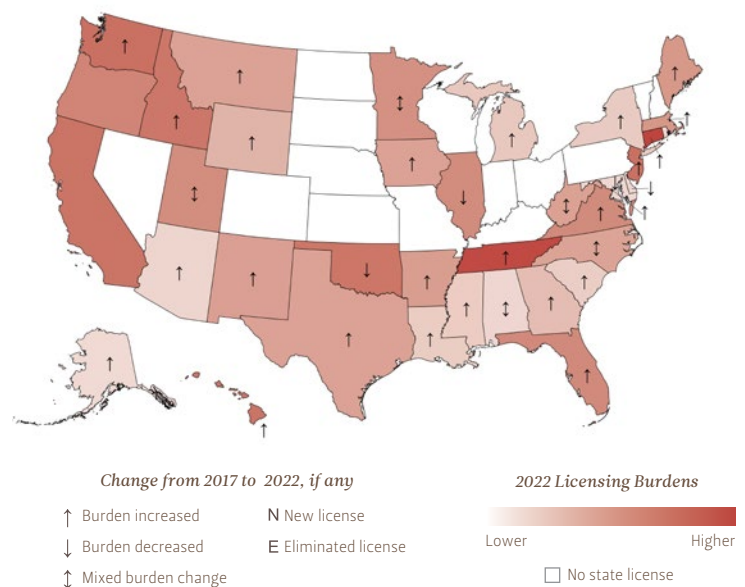 Change from 2017 to 2022, if any
↑ Burden increased
↓ Burden decreased
↕ Mixed burden change
N New license
E Eliminated license
2022 Licensing Burdens
Lower Higher
No state license